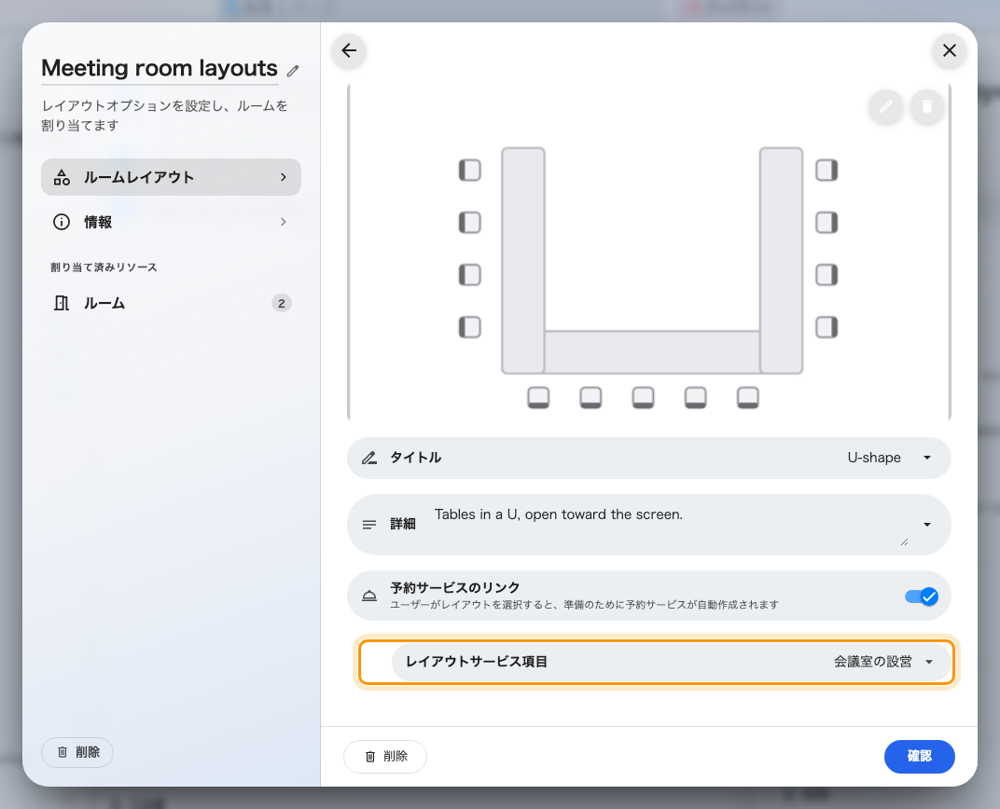 Meeting room layouts
レイアウトオプションを設定し、ルームを
割り当てます
ルームレイアウト
情報
割り当て済みリソース
ルーム
2
削除
タイトル
U-shape
詳細
Tables in a U, open toward the screen.
予約サービスのリンク
ユーザーがレイアウトを選択すると、準備のために予約サービスが自動作成されます
レイアウトサービス項目
会議室の設営
削除
確認